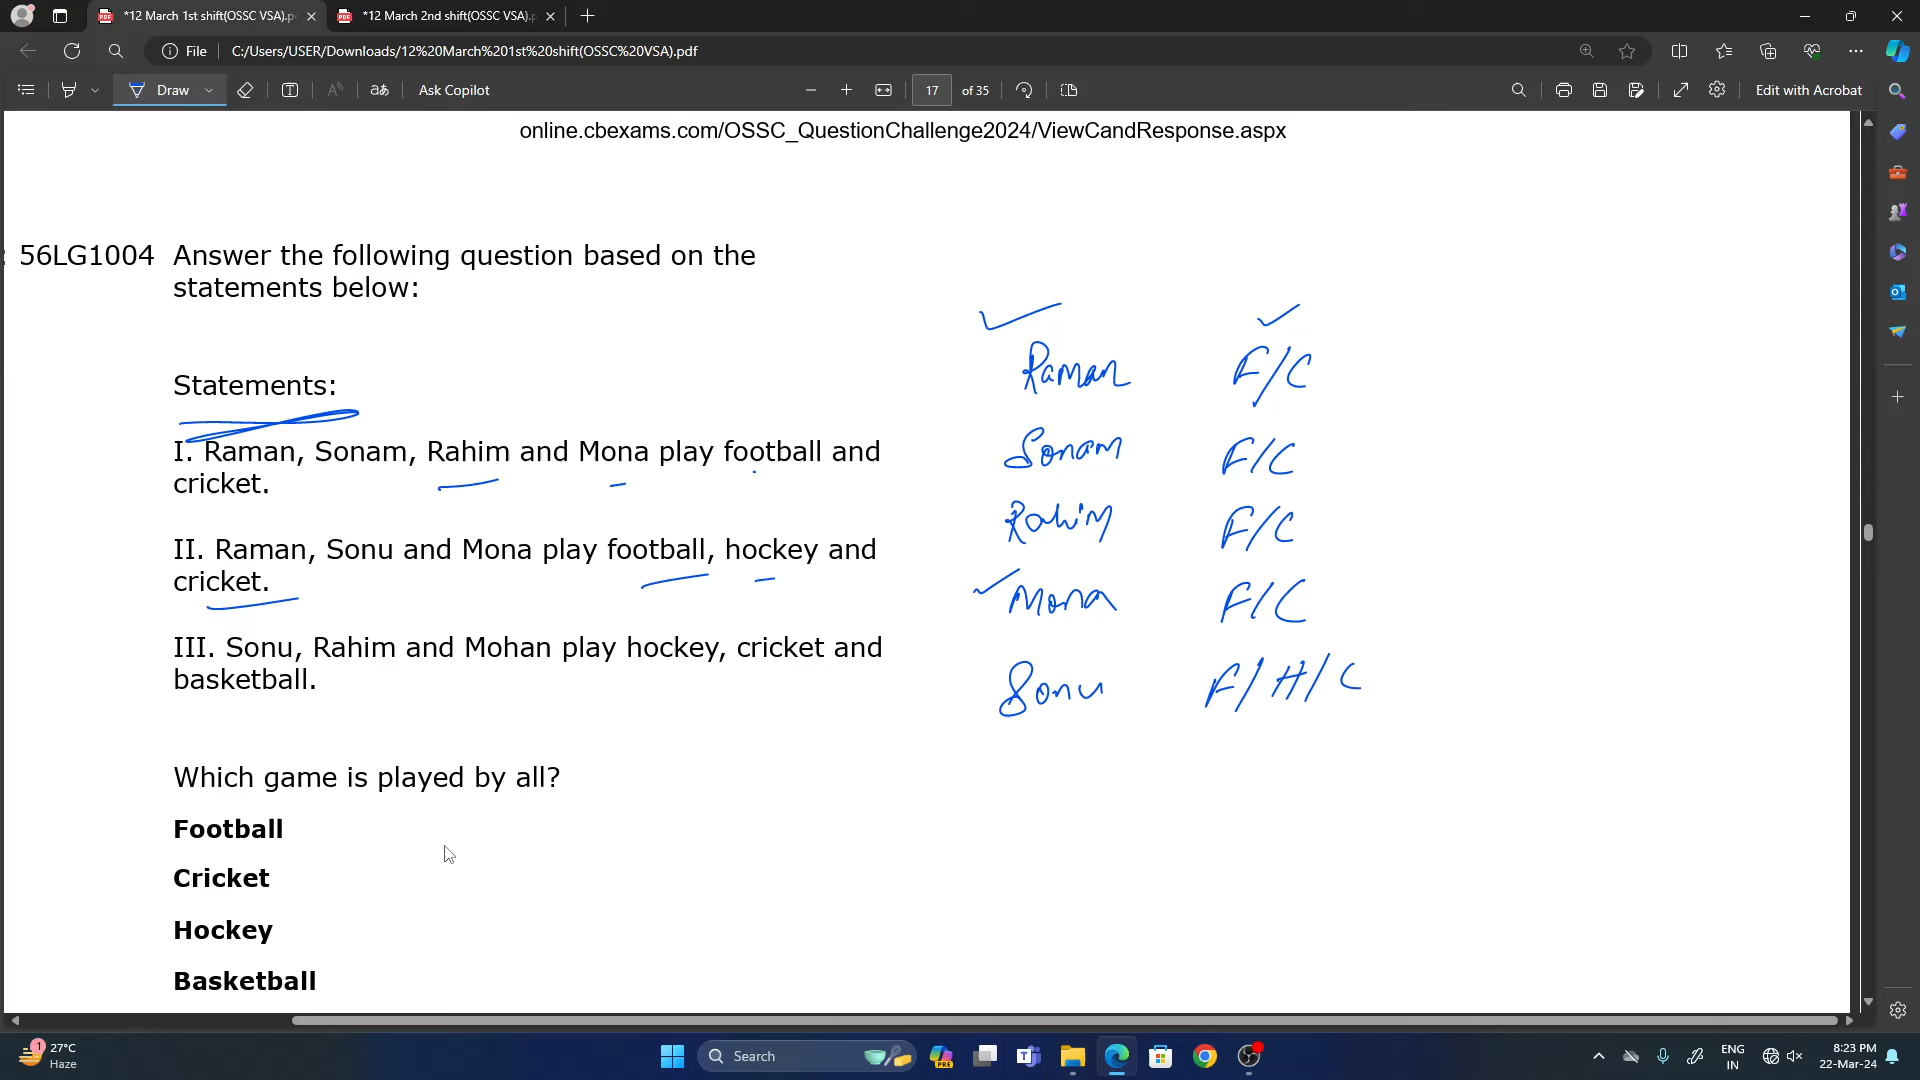 *12 March 1st shift(OSSC VSA).p
*12 March 2nd shift(OSSC VSA).p
File
C:/Users/USER/Downloads/12%20March%201st%20shift(OSSC%20VSA).pdf
Draw
aあ
Ask Copilot
17 of 35
Edit with Acrobat
online.cbexams.com/OSSC_QuestionChallenge2024/ViewCandResponse.aspx
: 56LG1004 Answer the following question based on the
statements below:
Statements:
I. Raman, Sonam, Rahim and Mona play football and
cricket.
II. Raman, Sonu and Mona play football, hockey and
cricket.
III. Sonu, Rahim and Mohan play hockey, cricket and
basketball.
Which game is played by all?
Football
Cricket
Hockey
Basketball
Raman F/C
Sonam F/C
Rahim F/C
Mona F/C
Sonu F/H/C
1
27°C
Haze
Search
PRE
ENG
IN
8:23 PM
22-Mar-24